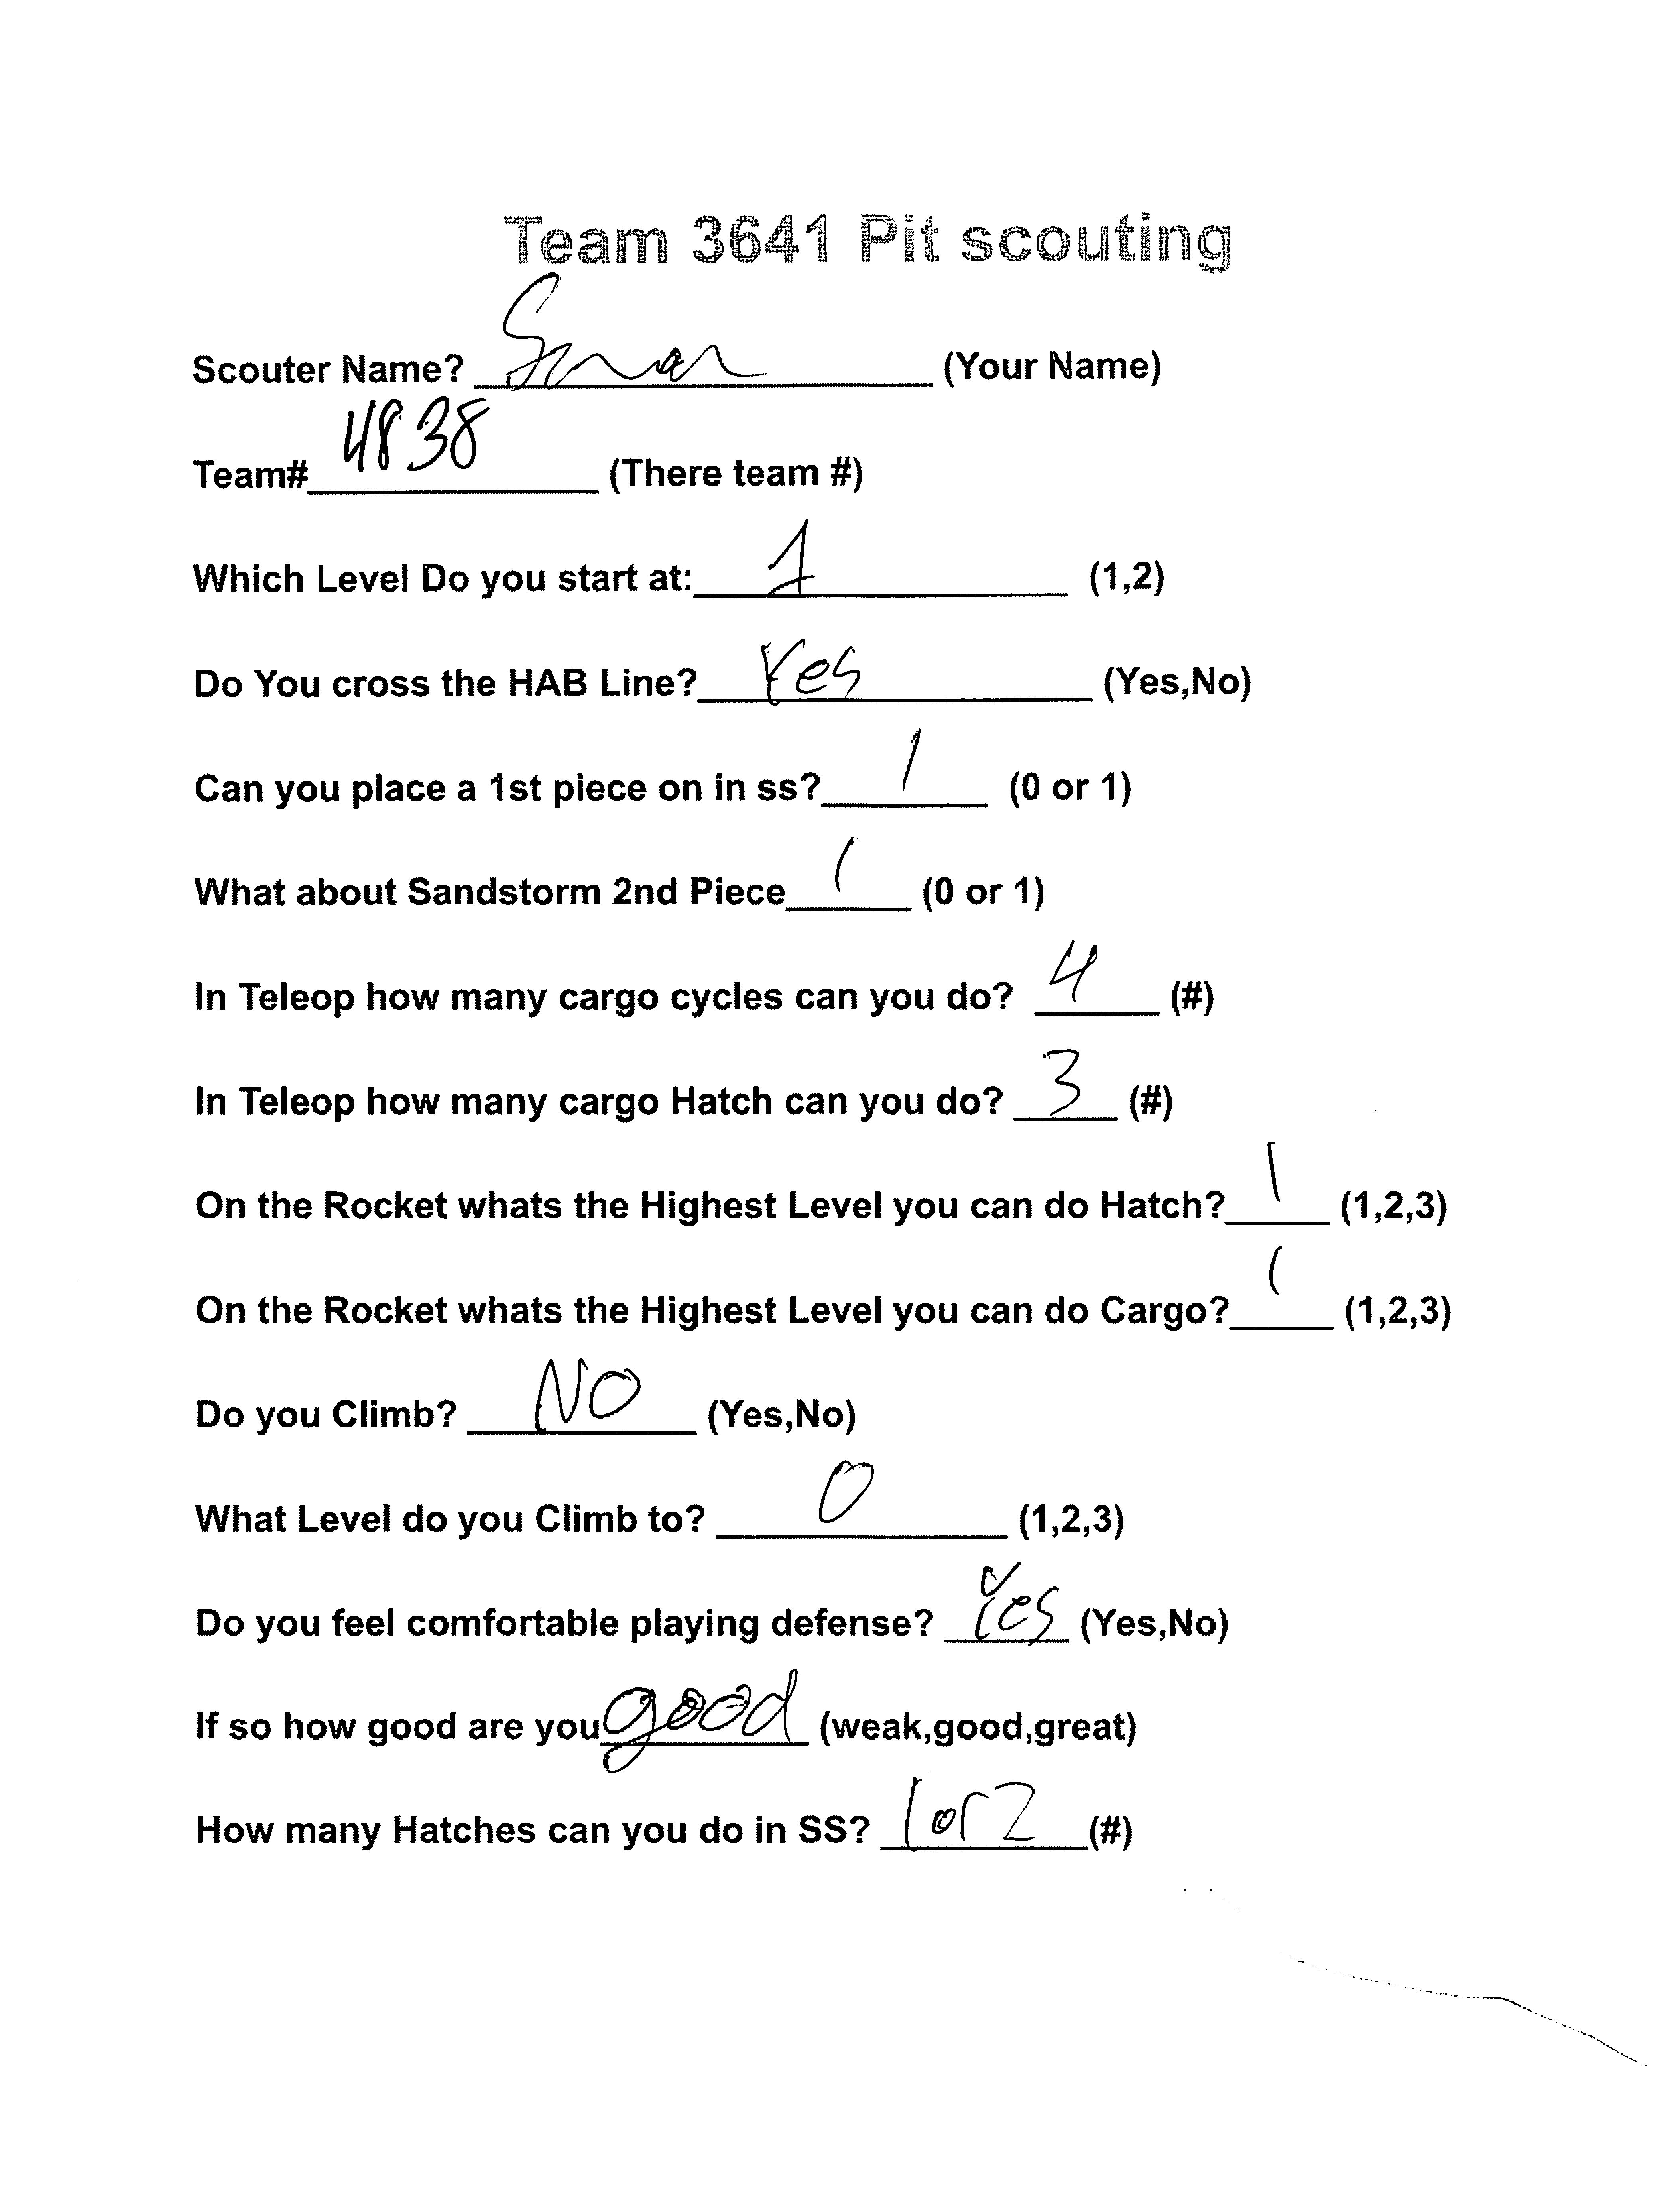 Team 3641 Pit scouting
Scouter Name? (Your Name)
Team# 4838 (There team #)
Which Level Do you start at: 1 (1,2)
Do You cross the HAB Line? Yes (Yes,No)
Can you place a 1st piece on in ss? 1 (0 or 1)
What about Sandstorm 2nd Piece 1 (0 or 1)
In Teleop how many cargo cycles can you do? 4 (#)
In Teleop how many cargo Hatch can you do? 3 (#)
On the Rocket whats the Highest Level you can do Hatch? 1 (1,2,3)
On the Rocket whats the Highest Level you can do Cargo? 1 (1,2,3)
Do you Climb? NO (Yes,No)
What Level do you Climb to? 0 (1,2,3)
Do you feel comfortable playing defense? Yes (Yes,No)
If so how good are you good (weak,good,great)
How many Hatches can you do in SS? 1 or 2 (#)